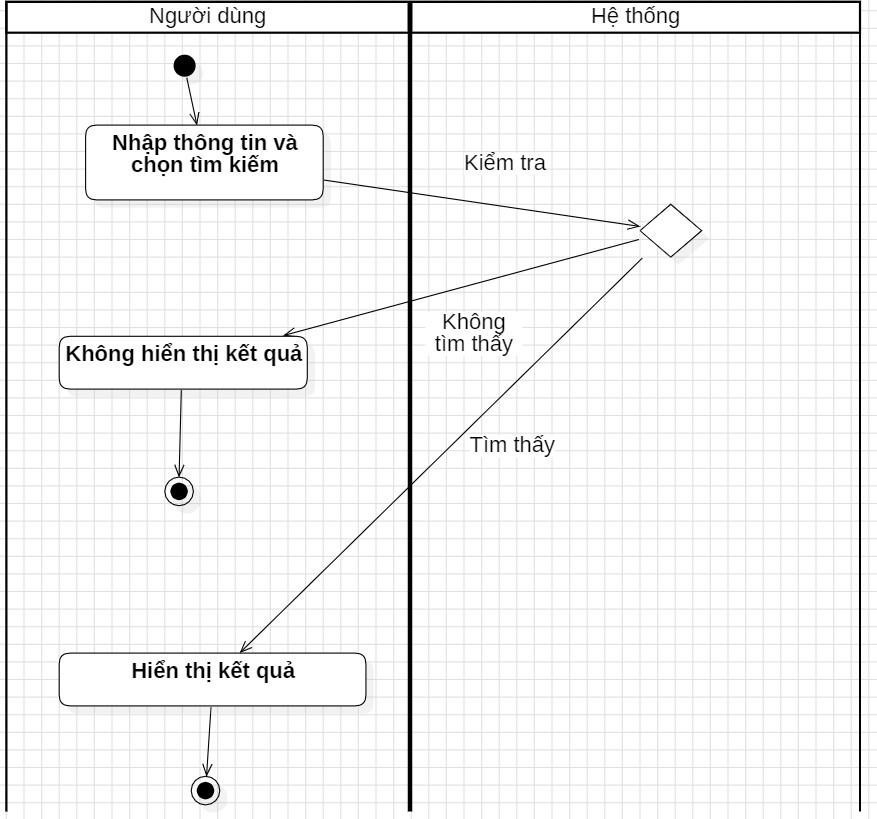 Người dùng
Hệ thống
Nhập thông tin và
chọn tìm kiếm
Kiểm tra
Không
tìm thấy
Không hiển thị kết quả
Tìm thấy
Hiển thị kết quả